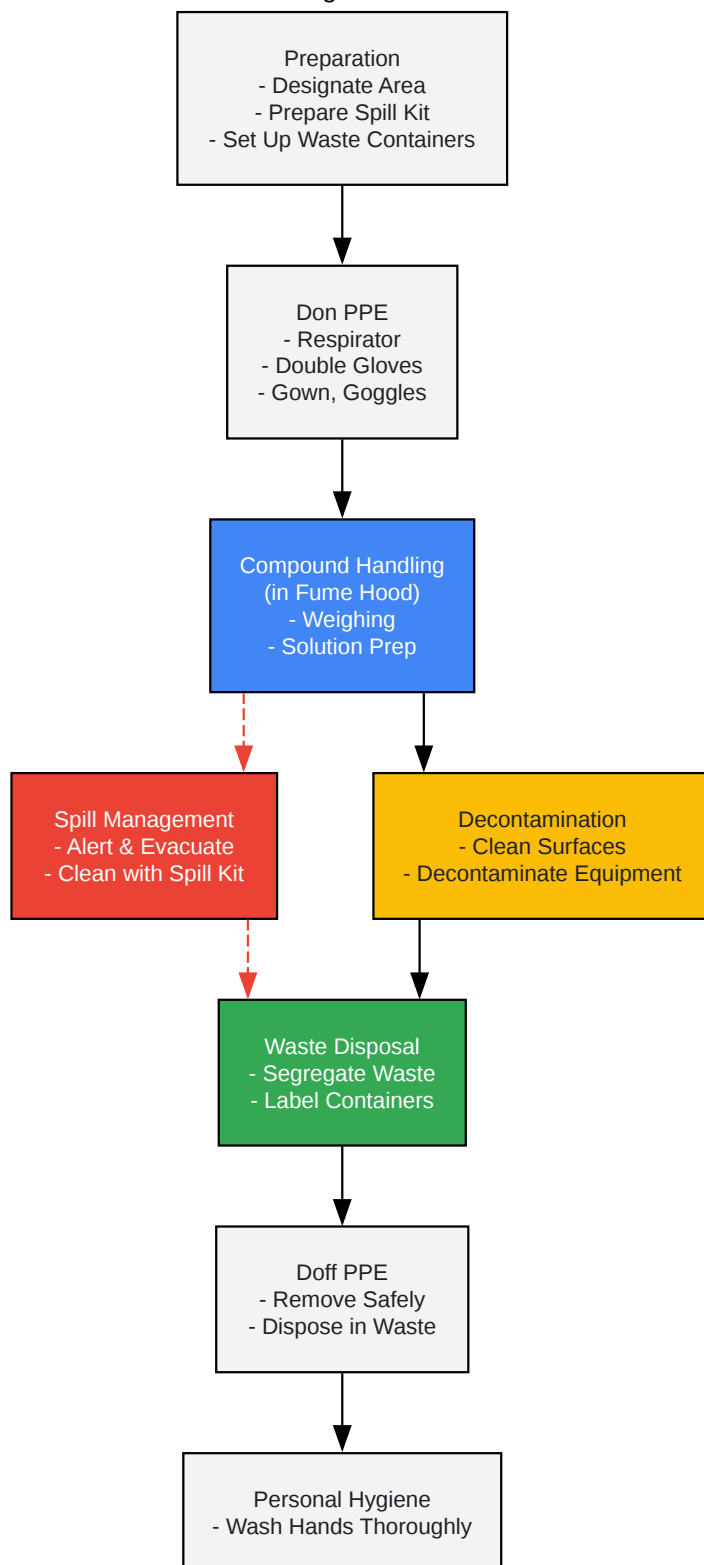 Preparation
- Designate Area
- Prepare Spill Kit
- Set Up Waste Containers
Don PPE
- Respirator
- Double Gloves
- Gown, Goggles
Compound Handling
(in Fume Hood)
- Weighing
- Solution Prep
Spill Management
- Alert & Evacuate
- Clean with Spill Kit
Decontamination
- Clean Surfaces
- Decontaminate Equipment
Waste Disposal
- Segregate Waste
- Label Containers
Doff PPE
- Remove Safely
- Dispose in Waste
Personal Hygiene
- Wash Hands Thoroughly